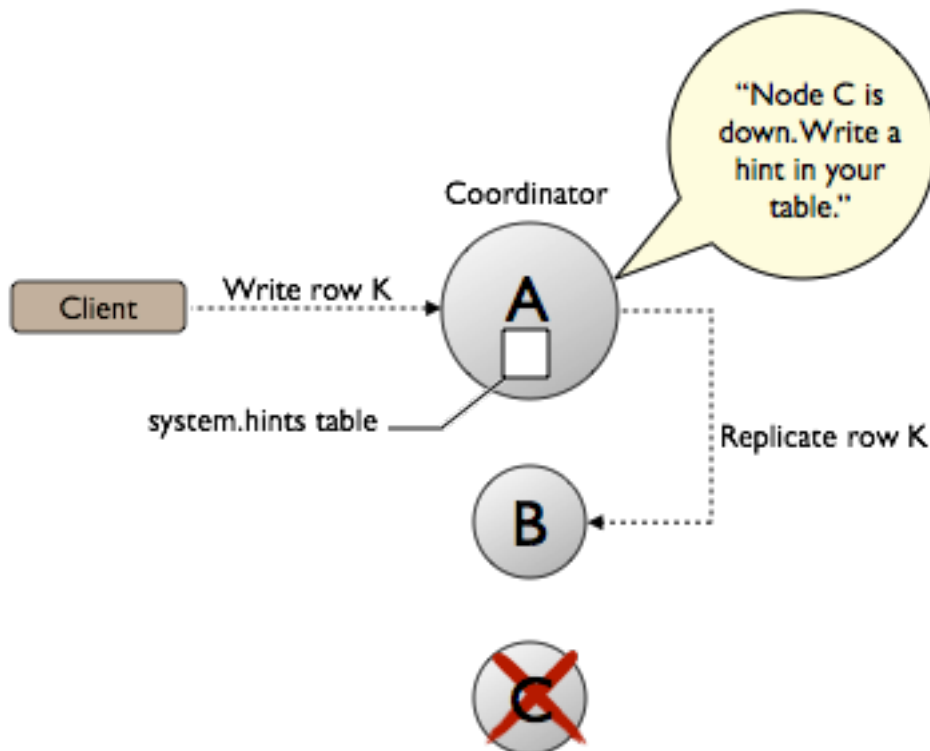 “Node C is
down. Write a
hint in your
table.”
Coordinator
Client
Write row K
A
system.hints table
Replicate row K
B
C